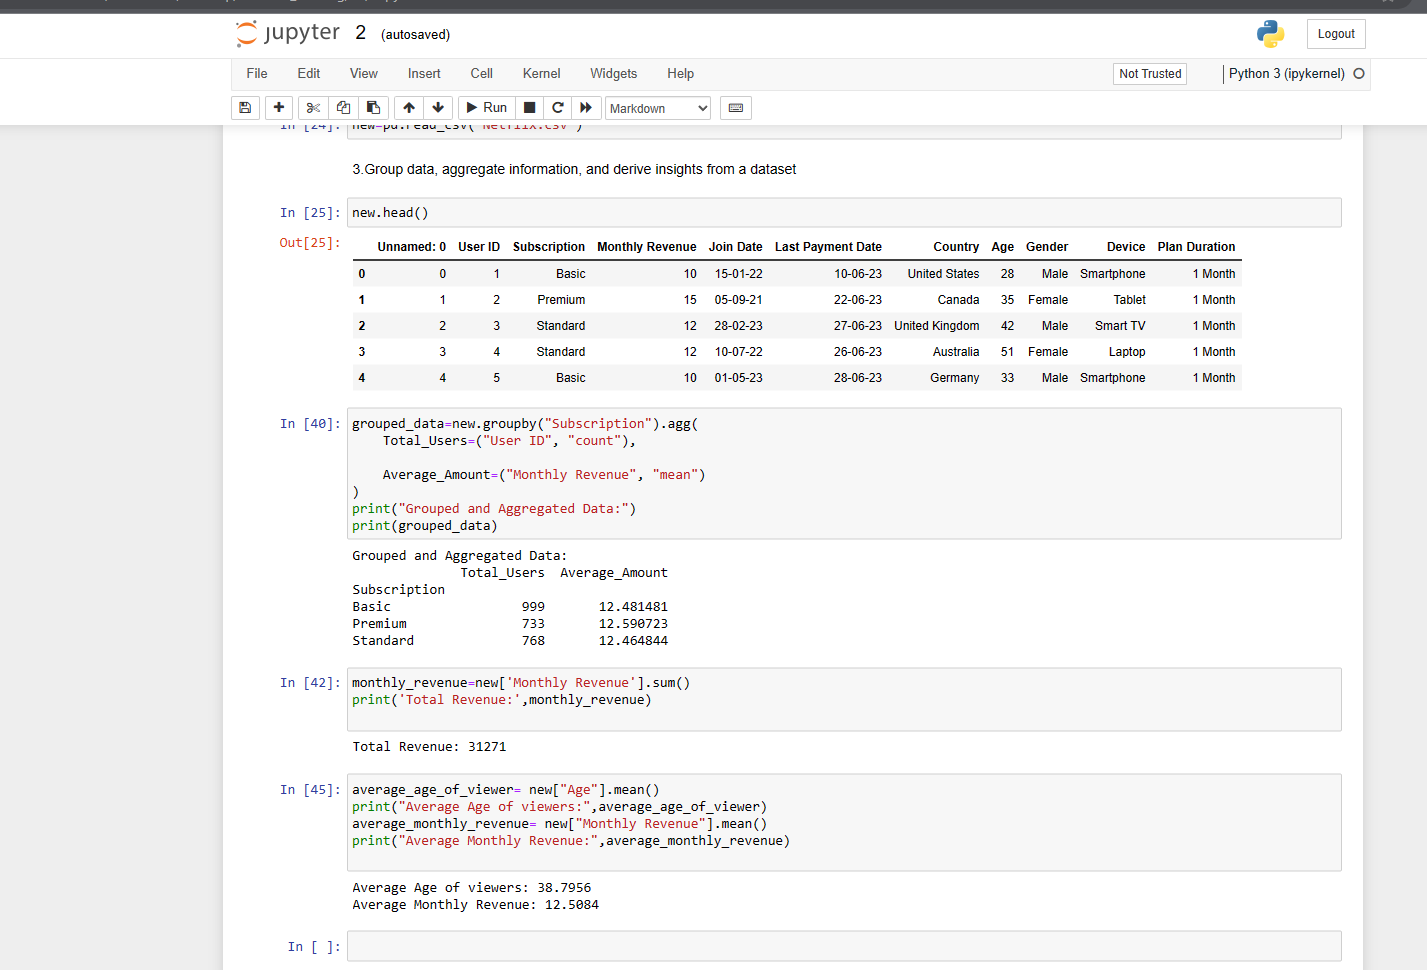 jupyter 2 (autosaved)
Logout
File Edit View Insert Cell Kernel Widgets Help
Not Trusted
Python 3 (ipykernel)
Run
Markdown
In [24]: new=pd.read_csv("Netflix.csv")
3.Group data, aggregate information, and derive insights from a dataset
In [25]: new.head()
Out[25]:
Unnamed: 0 User ID Subscription Monthly Revenue Join Date Last Payment Date Country Age Gender Device Plan Duration
0 0 1 Basic 10 15-01-22 10-06-23 United States 28 Male Smartphone 1 Month
1 1 2 Premium 15 05-09-21 22-06-23 Canada 35 Female Tablet 1 Month
2 2 3 Standard 12 28-02-23 27-06-23 United Kingdom 42 Male Smart TV 1 Month
3 3 4 Standard 12 10-07-22 26-06-23 Australia 51 Female Laptop 1 Month
4 4 5 Basic 10 01-05-23 28-06-23 Germany 33 Male Smartphone 1 Month
In [40]: grouped_data=new.groupby("Subscription").agg(
Total_Users=("User ID", "count"),
Average_Amount=("Monthly Revenue", "mean")
)
print("Grouped and Aggregated Data:")
print(grouped_data)
Grouped and Aggregated Data:
Total_Users Average_Amount
Subscription
Basic 999 12.481481
Premium 733 12.590723
Standard 768 12.464844
In [42]: monthly_revenue=new['Monthly Revenue'].sum()
print('Total Revenue:',monthly_revenue)
Total Revenue: 31271
In [45]: average_age_of_viewer= new["Age"].mean()
print("Average Age of viewers:",average_age_of_viewer)
average_monthly_revenue= new["Monthly Revenue"].mean()
print("Average Monthly Revenue:",average_monthly_revenue)
Average Age of viewers: 38.7956
Average Monthly Revenue: 12.5084
In [ ]: